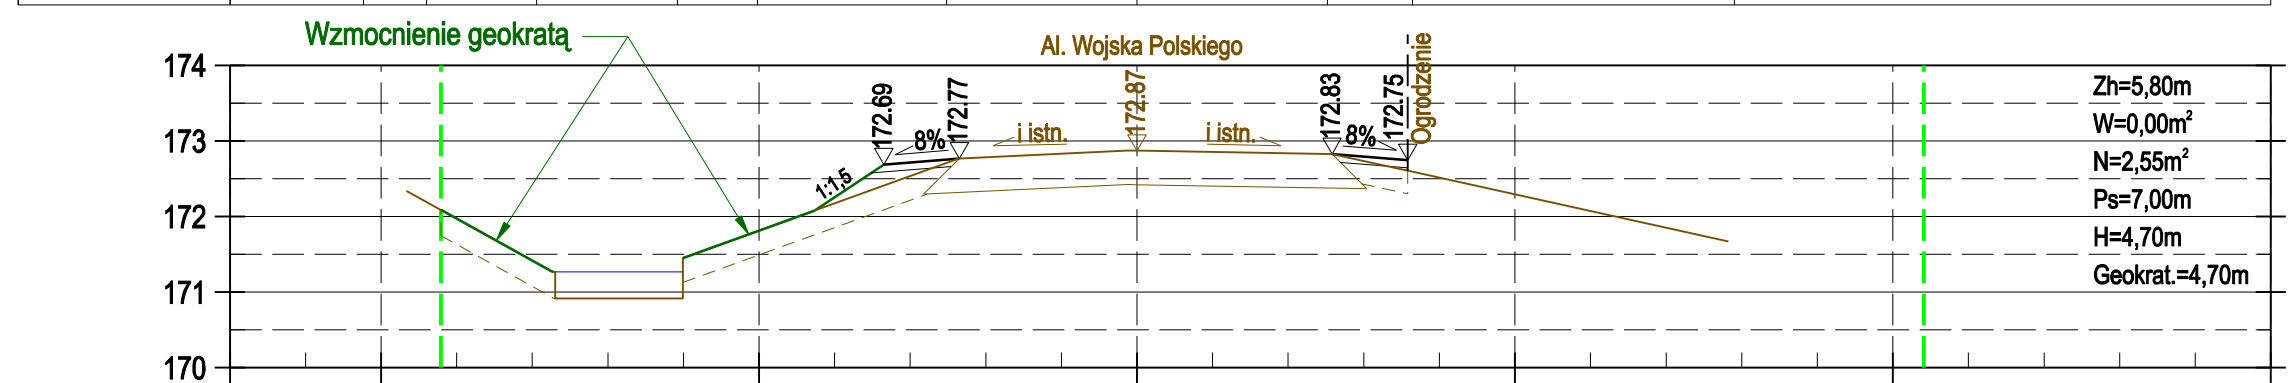 Wzmocnienie geokratą
Al. Wojska Polskiego
Ogrodzenie
174
173
172
171
170
172.69
8%
172.77
i istn.
172.87
i istn.
172.83
8%
172.75
1:1,5
Zh=5,80m
W=0,00m²
N=2,55m²
Ps=7,00m
H=4,70m
Geokrat.=4,70m